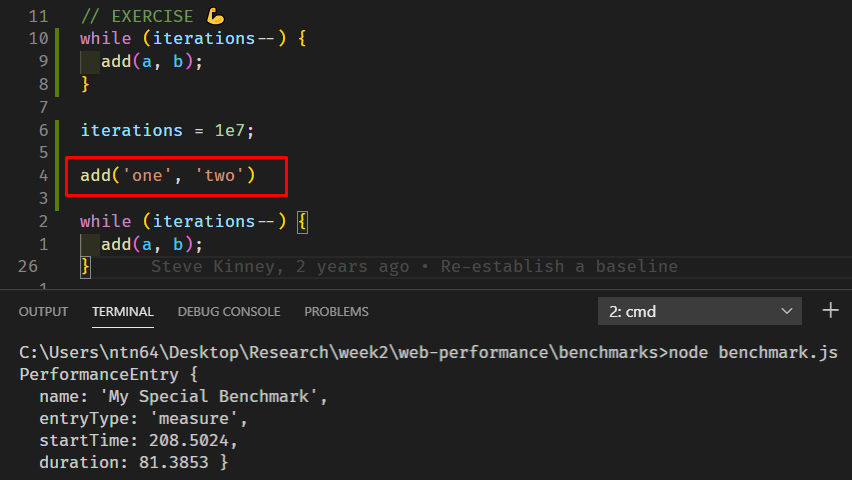 11 // EXERCISE 💪
10 while (iterations--) {
9 add(a, b);
8 }
7
6 iterations = 1e7;
5
4 add('one', 'two')
3
2 while (iterations--) {
1 add(a, b);
26 } Steve Kinney, 2 years ago • Re-establish a baseline
1
OUTPUT TERMINAL DEBUG CONSOLE PROBLEMS 2: cmd
C:\Users\ntn64\Desktop\Research\week2\web-performance\benchmarks>node benchmark.js
PerformanceEntry {
name: 'My Special Benchmark',
entryType: 'measure',
startTime: 208.5024,
duration: 81.3853 }